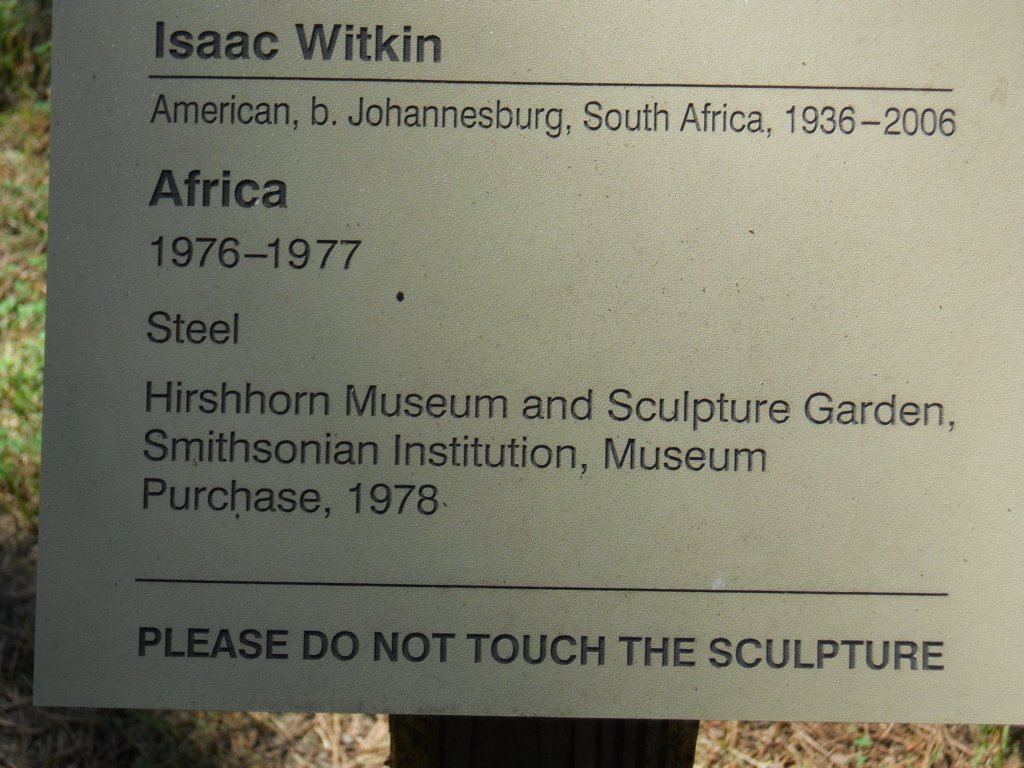 Isaac Witkin
American, b. Johannesburg, South Africa, 1936–2006
Africa
1976–1977
Steel
Hirshhorn Museum and Sculpture Garden,
Smithsonian Institution, Museum
Purchase, 1978
PLEASE DO NOT TOUCH THE SCULPTURE